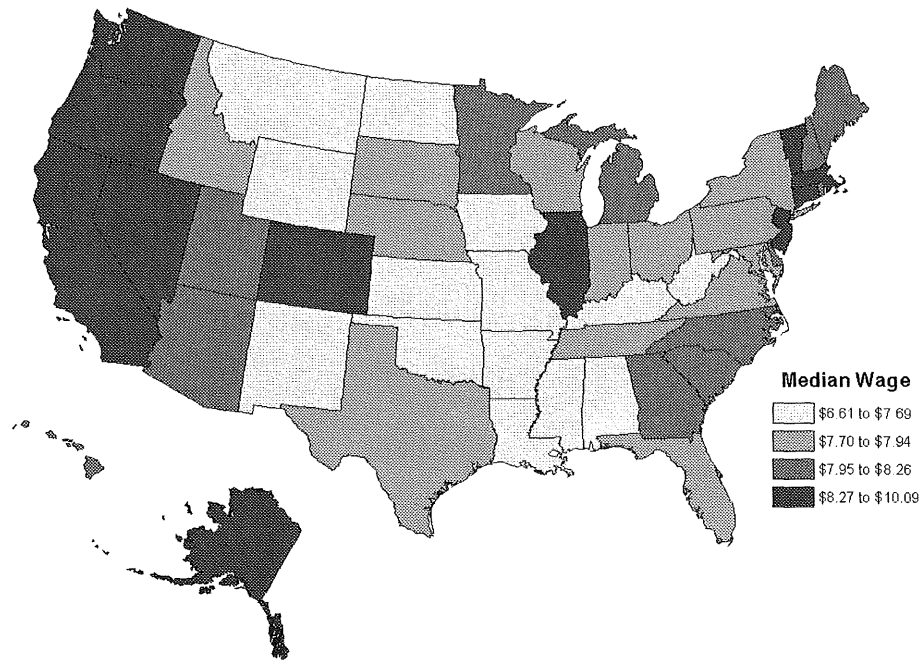 Median Wage
$6.61 to $7.69
$7.70 to $7.94
$7.95 to $8.26
$8.27 to $10.09